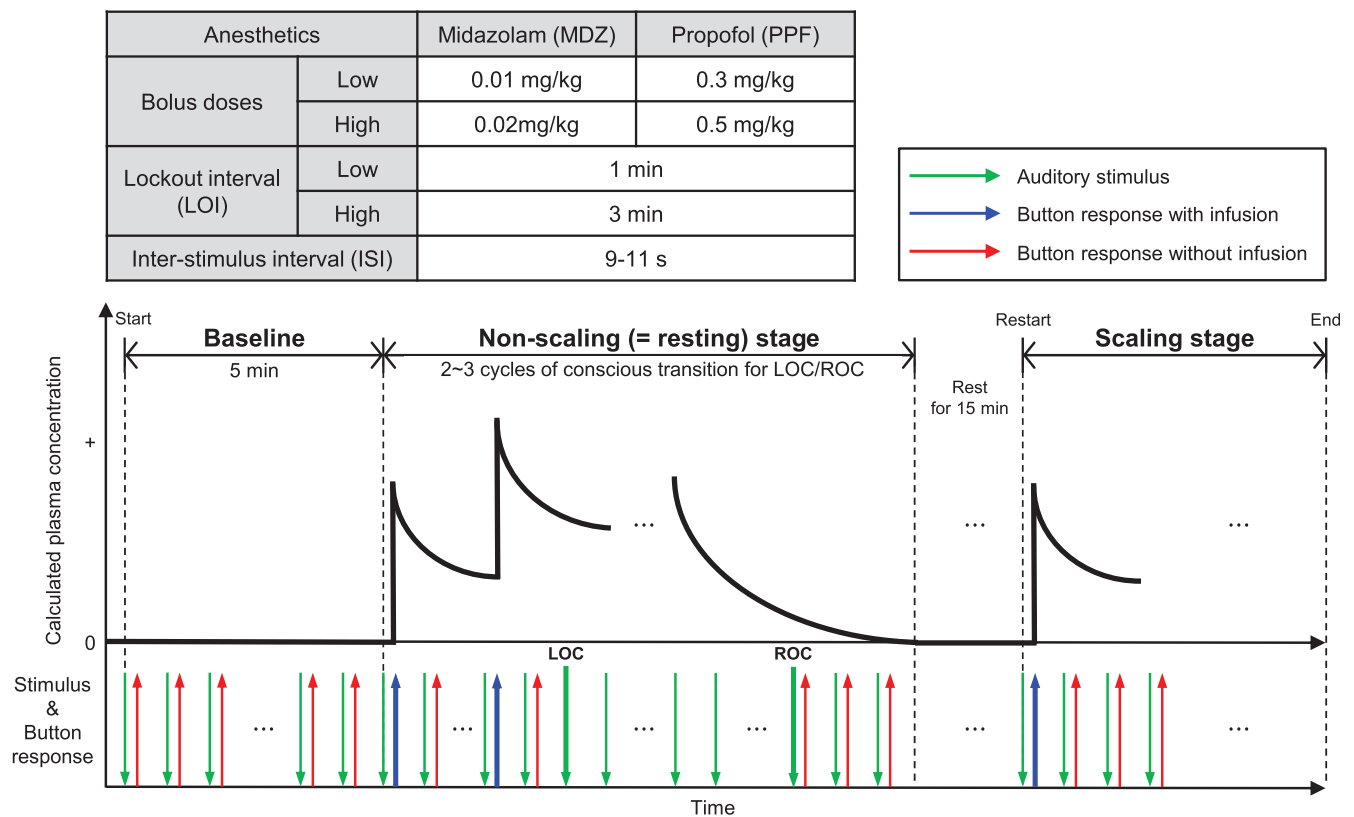 Anesthetics Midazolam (MDZ) Propofol (PPF)
Bolus doses Low 0.01 mg/kg 0.3 mg/kg
High 0.02mg/kg 0.5 mg/kg
Lockout interval (LOI) Low 1 min
High 3 min
Inter-stimulus interval (ISI) 9-11 s
Auditory stimulus
Button response with infusion
Button response without infusion
Start
Baseline
5 min
Non-scaling (= resting) stage
2~3 cycles of conscious transition for LOC/ROC
Rest
for 15 min
Restart
Scaling stage
End
Calculated plasma concentration
+
0
...
...
...
LOC
ROC
Stimulus
&
Button
response
...
...
...
...
...
...
Time